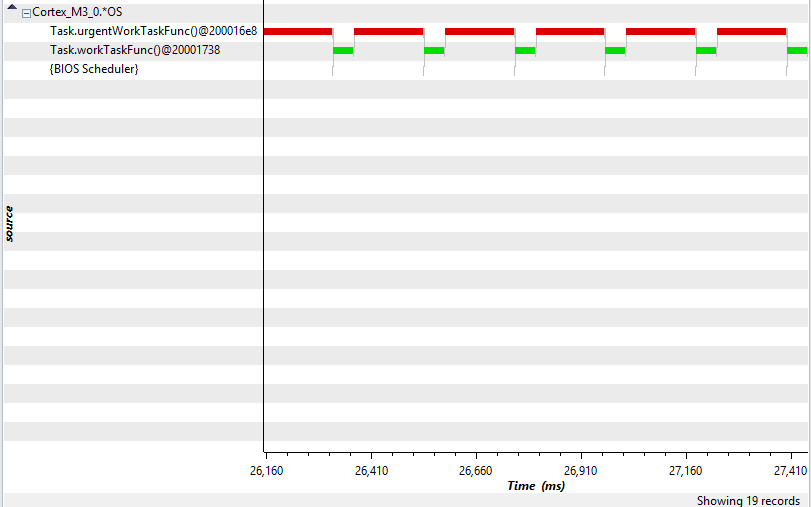 Cortex_M3_0.*OS
Task.urgentWorkTaskFunc()@200016e8
Task.workTaskFunc()@20001738
{BIOS Scheduler}
source
26,160 26,410 26,660 26,910 27,160 27,410
Time (ms)
Showing 19 records